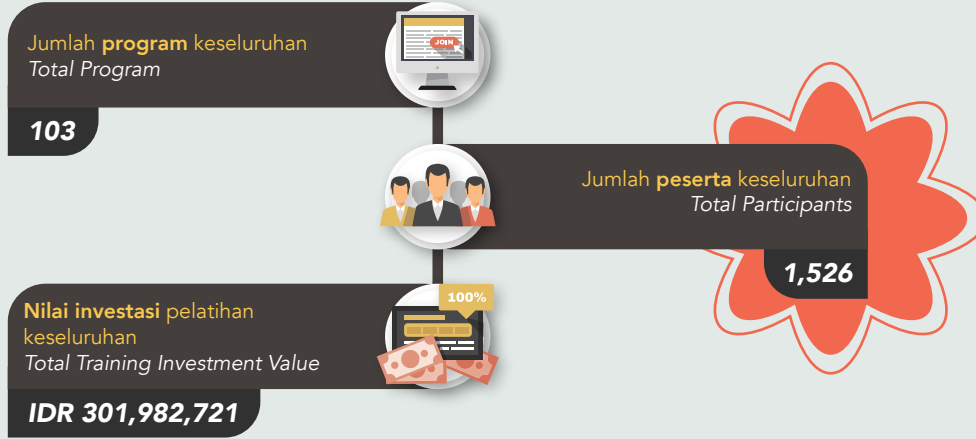 Jumlah program keseluruhan
Total Program
103
JOIN
Jumlah peserta keseluruhan
Total Participants
1,526
Nilai investasi pelatihan
keseluruhan
Total Training Investment Value
IDR 301,982,721
100%